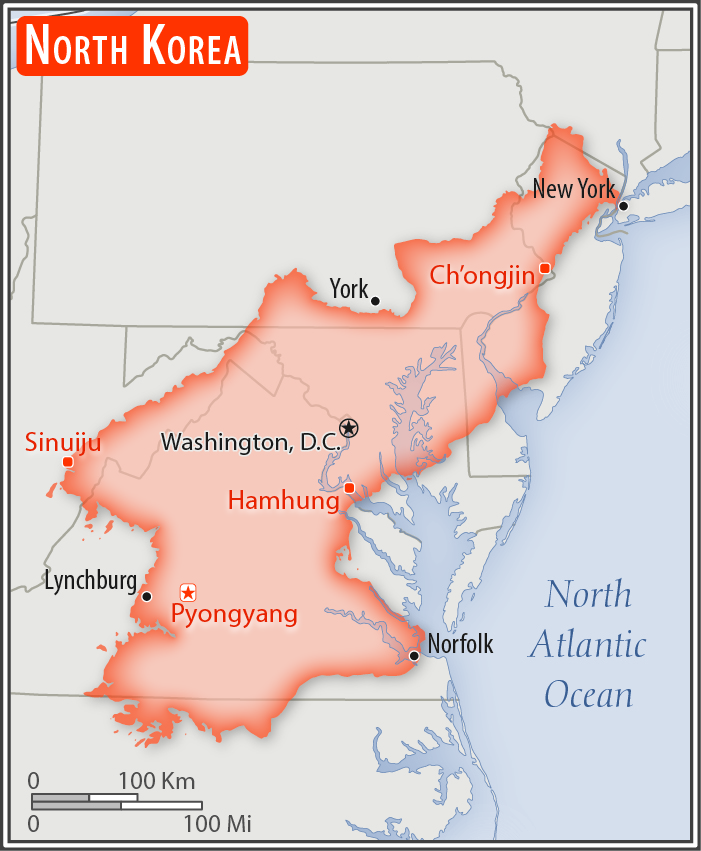 NORTH KOREA
New York
Ch'ongjin
York
Sinuiju
Washington, D.C.
Hamhung
Lynchburg
Pyongyang
Norfolk
North
Atlantic
Ocean
0 100 Km
0 100 Mi